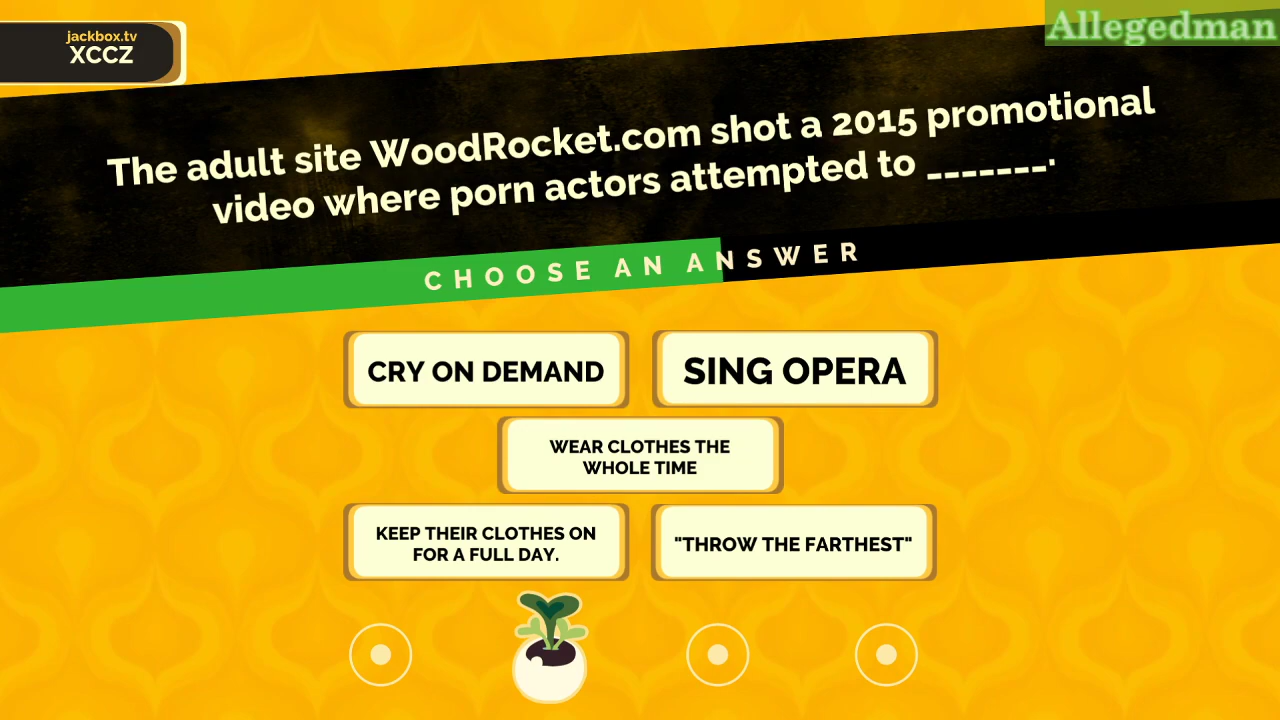 jackbox.tv
XCCZ
Allegedman
The adult site WoodRocket.com shot a 2015 promotional
video where porn actors attempted to _______.
CHOOSE AN ANSWER
CRY ON DEMAND
SING OPERA
WEAR CLOTHES THE
WHOLE TIME
KEEP THEIR CLOTHES ON
FOR A FULL DAY.
"THROW THE FARTHEST"